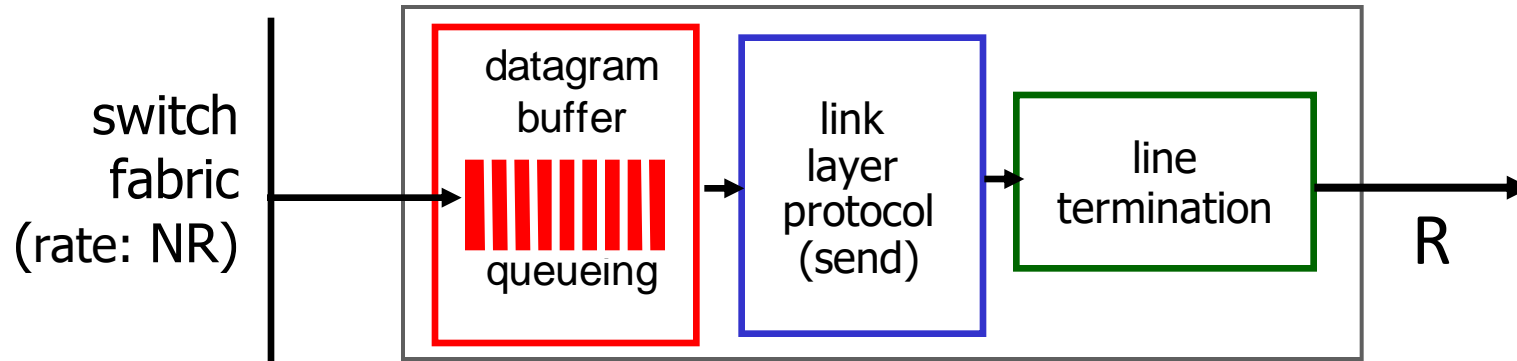 switch
fabric
(rate: NR)
datagram
buffer
queueing
link
layer
protocol
(send)
line
termination
R